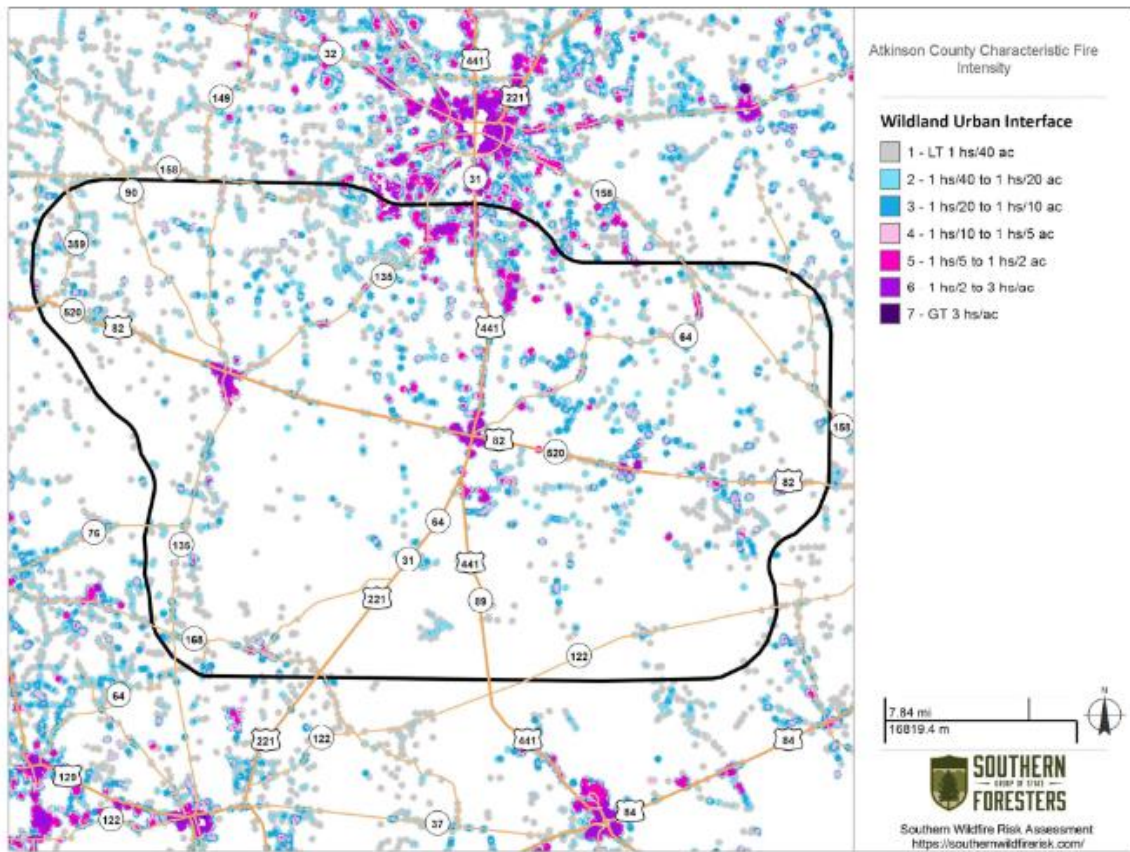 Atkinson County Characteristic Fire
Intensity
Wildland Urban Interface
1 - LT 1 hs/40 ac
2 - 1 hs/40 to 1 hs/20 ac
3 - 1 hs/20 to 1 hs/10 ac
4 - 1 hs/10 to 1 hs/5 ac
5 - 1 hs/5 to 1 hs/2 ac
6 - 1 hs/2 to 3 hs/ac
7 - GT 3 hs/ac
32
441
149
221
158
31
90
158
359
135
520
82
441
64
82
520
158
82
64
76
135
31
441
221
89
168
122
64
221
122
441
84
129
122
37
84
N
7.84 mi
16819.4 m
SOUTHERN
GROUP OF STATE
FORESTERS
Southern Wildfire Risk Assessment
https://southernwildfirerisk.com/